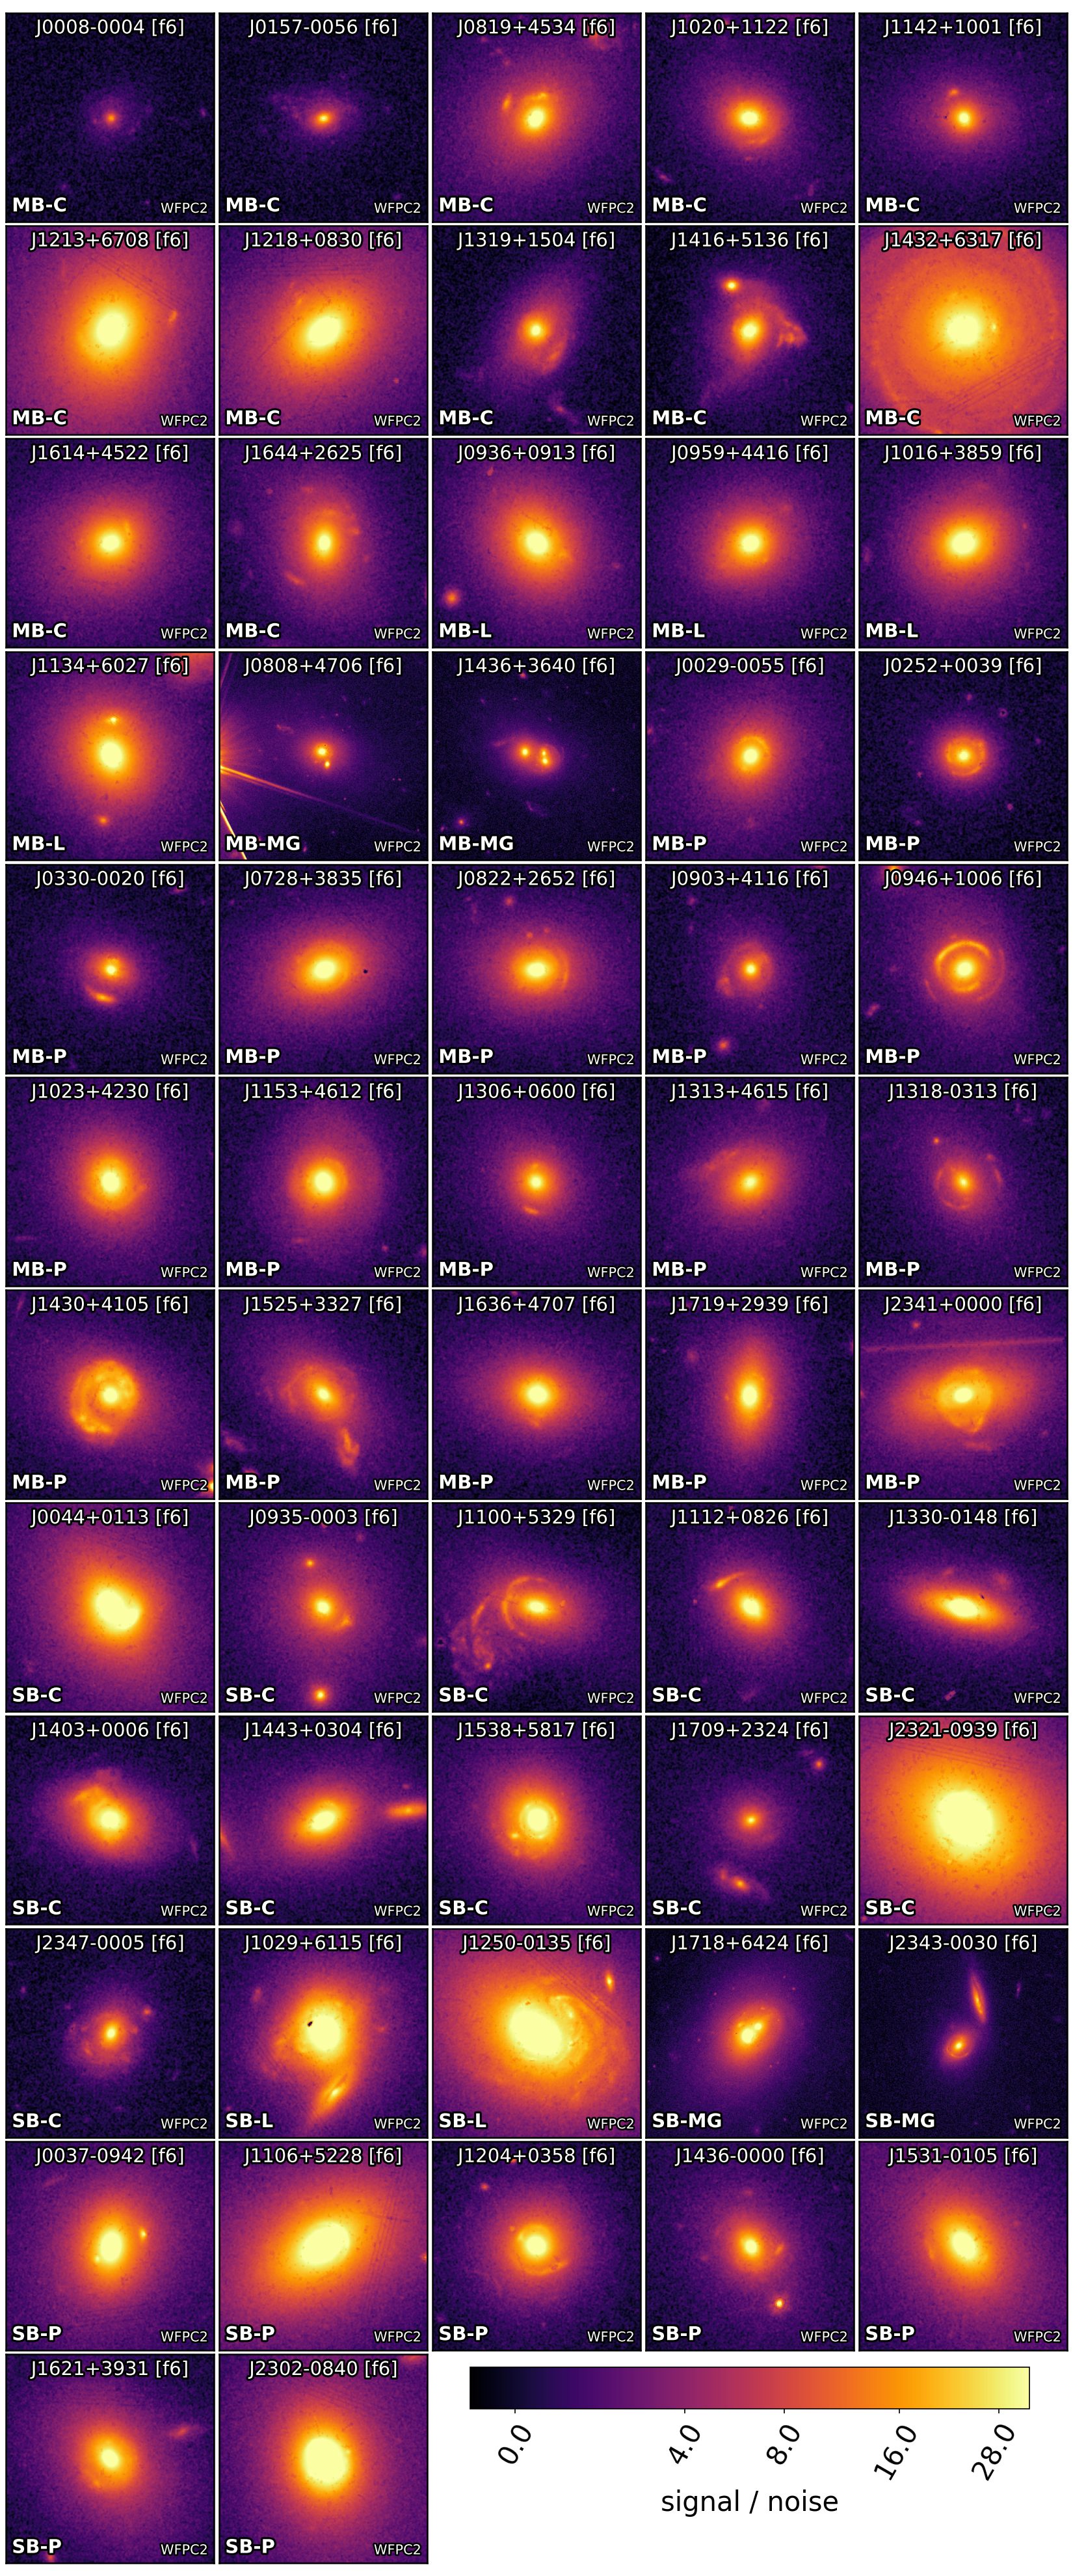 J0008-0004 [f6] J0157-0056 [f6] J0819+4534 [f6] J1020+1122 [f6] J1142+1001 [f6]
MB-C WFPC2 MB-C WFPC2 MB-C WFPC2 MB-C WFPC2 MB-C WFPC2
J1213+6708 [f6] J1218+0830 [f6] J1319+1504 [f6] J1416+5136 [f6] J1432+6317 [f6]
MB-C WFPC2 MB-C WFPC2 MB-C WFPC2 MB-C WFPC2 MB-C WFPC2
J1614+4522 [f6] J1644+2625 [f6] J0936+0913 [f6] J0959+4416 [f6] J1016+3859 [f6]
MB-C WFPC2 MB-C WFPC2 MB-L WFPC2 MB-L WFPC2 MB-L WFPC2
J1134+6027 [f6] J0808+4706 [f6] J1436+3640 [f6] J0029-0055 [f6] J0252+0039 [f6]
MB-L WFPC2 MB-MG WFPC2 MB-MG WFPC2 MB-P WFPC2 MB-P WFPC2
J0330-0020 [f6] J0728+3835 [f6] J0822+2652 [f6] J0903+4116 [f6] J0946+1006 [f6]
MB-P WFPC2 MB-P WFPC2 MB-P WFPC2 MB-P WFPC2 MB-P WFPC2
J1023+4230 [f6] J1153+4612 [f6] J1306+0600 [f6] J1313+4615 [f6] J1318-0313 [f6]
MB-P WFPC2 MB-P WFPC2 MB-P WFPC2 MB-P WFPC2 MB-P WFPC2
J1430+4105 [f6] J1525+3327 [f6] J1636+4707 [f6] J1719+2939 [f6] J2341+0000 [f6]
MB-P WFPC2 MB-P WFPC2 MB-P WFPC2 MB-P WFPC2 MB-P WFPC2
J0044+0113 [f6] J0935-0003 [f6] J1100+5329 [f6] J1112+0826 [f6] J1330-0148 [f6]
SB-C WFPC2 SB-C WFPC2 SB-C WFPC2 SB-C WFPC2 SB-C WFPC2
J1403+0006 [f6] J1443+0304 [f6] J1538+5817 [f6] J1709+2324 [f6] J2321-0939 [f6]
SB-C WFPC2 SB-C WFPC2 SB-C WFPC2 SB-C WFPC2 SB-C WFPC2
J2347-0005 [f6] J1029+6115 [f6] J1250-0135 [f6] J1718+6424 [f6] J2343-0030 [f6]
SB-C WFPC2 SB-L WFPC2 SB-L WFPC2 SB-MG WFPC2 SB-MG WFPC2
J0037-0942 [f6] J1106+5228 [f6] J1204+0358 [f6] J1436-0000 [f6] J1531-0105 [f6]
SB-P WFPC2 SB-P WFPC2 SB-P WFPC2 SB-P WFPC2 SB-P WFPC2
J1621+3931 [f6] J2302-0840 [f6]
0.0 4.0 8.0 16.0 28.0
signal / noise
SB-P WFPC2 SB-P WFPC2